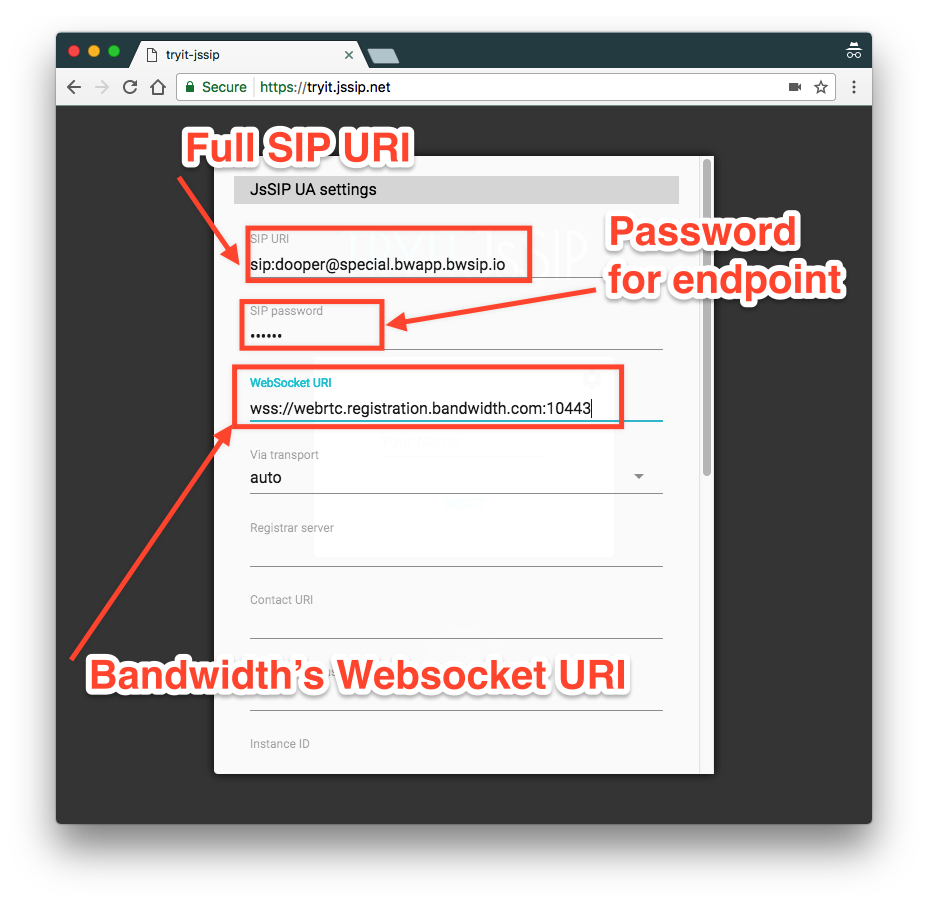 tryit-jssip
Secure https://tryit.jssip.net
Full SIP URI
JsSIP UA settings
SIP URI
sip:dooper@special.bwapp.bwsip.io
Password
for endpoint
SIP password
••••••
WebSocket URI
wss://webrtc.registration.bandwidth.com:10443
Via transport
auto
Registrar server
Contact URI
Bandwidth's Websocket URI
Instance ID